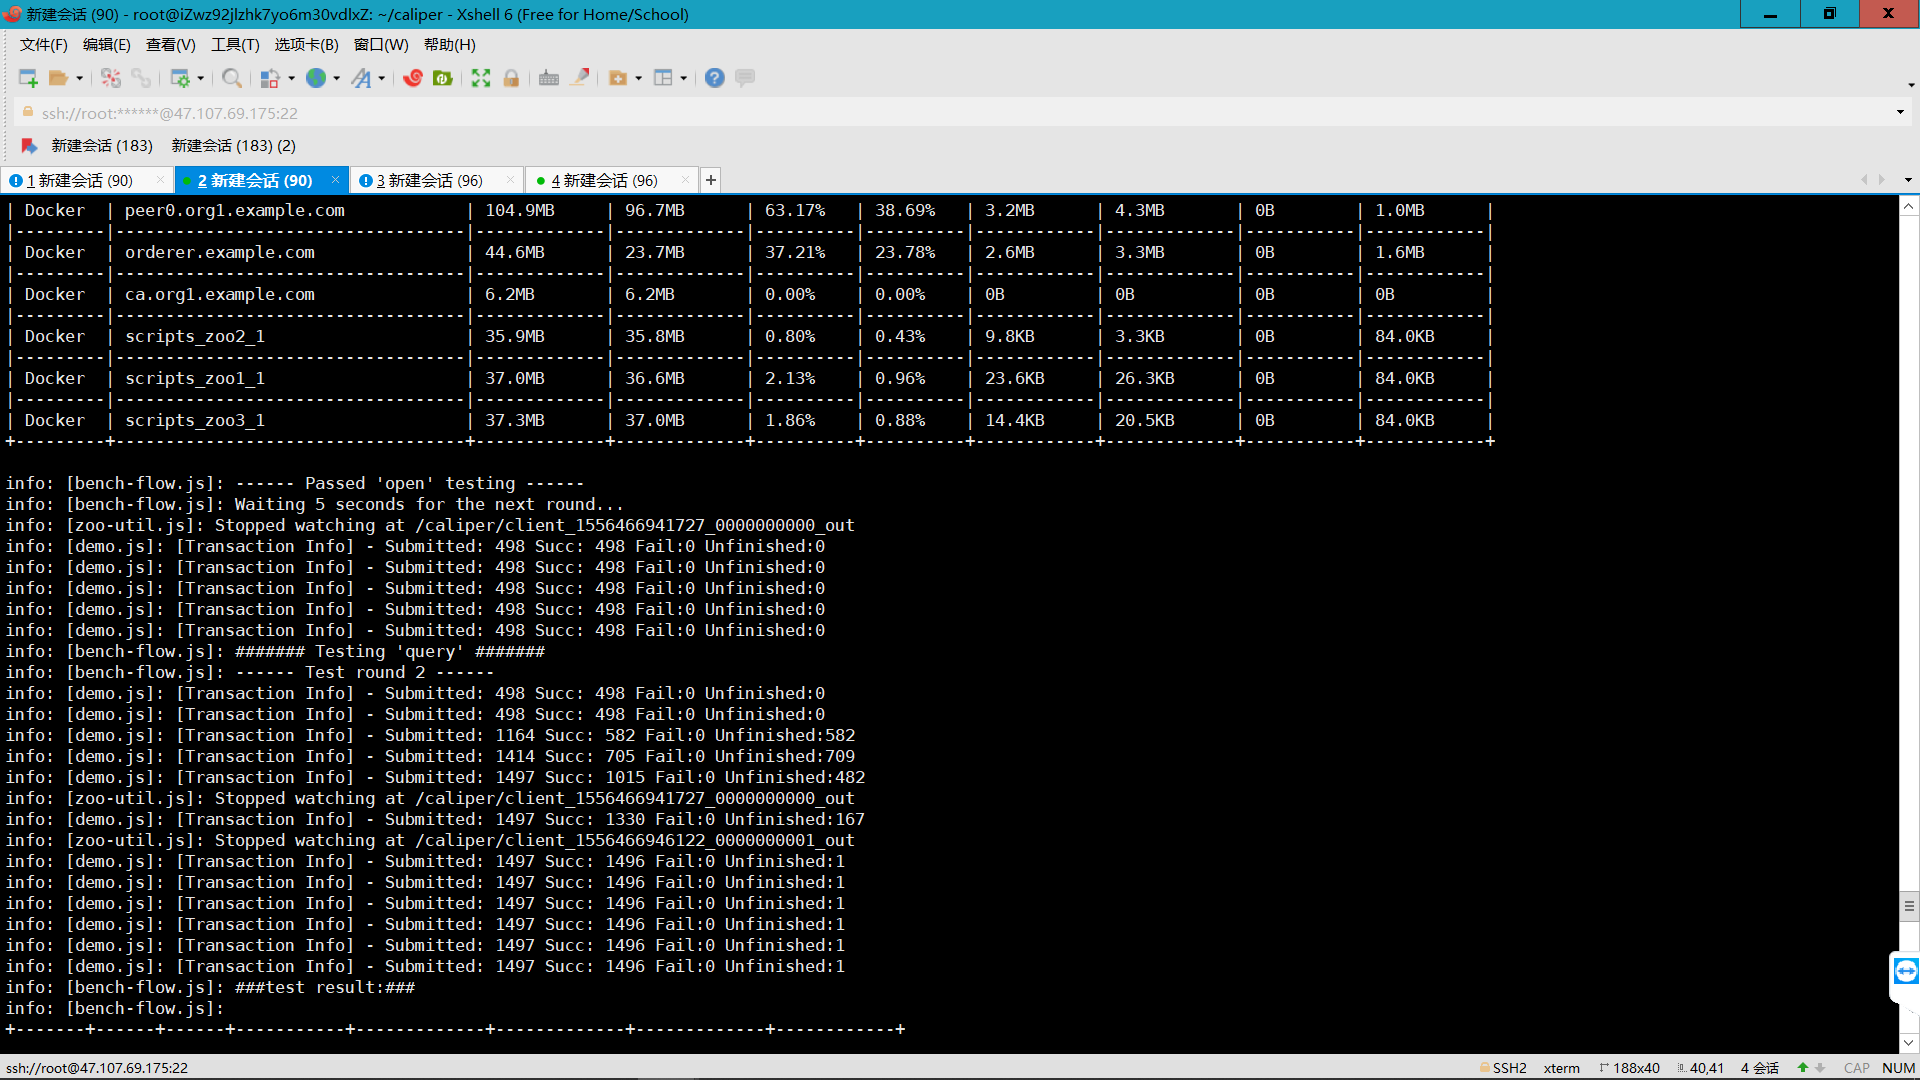 新建会话 (90) - root@iZwz92jlzhk7yo6m30vdlxZ: ~/caliper - Xshell 6 (Free for Home/School)
文件(F) 编辑(E) 查看(V) 工具(T) 选项卡(B) 窗口(W) 帮助(H)
ssh://root:******@47.107.69.175:22
新建会话 (183) 新建会话 (183) (2)
1 新建会话 (90) × 2 新建会话 (90) × 3 新建会话 (96) × 4 新建会话 (96) × +
| Docker | peer0.org1.example.com | 104.9MB | 96.7MB | 63.17% | 38.69% | 3.2MB | 4.3MB | 0B | 1.0MB |
|---------|-----------------------------------|-------------|-------------|----------|----------|------------|-------------|-----------|------------|
| Docker | orderer.example.com | 44.6MB | 23.7MB | 37.21% | 23.78% | 2.6MB | 3.3MB | 0B | 1.6MB |
|---------|-----------------------------------|-------------|-------------|----------|----------|------------|-------------|-----------|------------|
| Docker | ca.org1.example.com | 6.2MB | 6.2MB | 0.00% | 0.00% | 0B | 0B | 0B | 0B |
|---------|-----------------------------------|-------------|-------------|----------|----------|------------|-------------|-----------|------------|
| Docker | scripts_zoo2_1 | 35.9MB | 35.8MB | 0.80% | 0.43% | 9.8KB | 3.3KB | 0B | 84.0KB |
|---------|-----------------------------------|-------------|-------------|----------|----------|------------|-------------|-----------|------------|
| Docker | scripts_zoo1_1 | 37.0MB | 36.6MB | 2.13% | 0.96% | 23.6KB | 26.3KB | 0B | 84.0KB |
|---------|-----------------------------------|-------------|-------------|----------|----------|------------|-------------|-----------|------------|
| Docker | scripts_zoo3_1 | 37.3MB | 37.0MB | 1.86% | 0.88% | 14.4KB | 20.5KB | 0B | 84.0KB |
+---------+-----------------------------------+-------------+-------------+----------+----------+------------+-------------+-----------+------------+
info: [bench-flow.js]: ------ Passed 'open' testing ------
info: [bench-flow.js]: Waiting 5 seconds for the next round...
info: [zoo-util.js]: Stopped watching at /caliper/client_1556466941727_0000000000_out
info: [demo.js]: [Transaction Info] - Submitted: 498 Succ: 498 Fail:0 Unfinished:0
info: [demo.js]: [Transaction Info] - Submitted: 498 Succ: 498 Fail:0 Unfinished:0
info: [demo.js]: [Transaction Info] - Submitted: 498 Succ: 498 Fail:0 Unfinished:0
info: [demo.js]: [Transaction Info] - Submitted: 498 Succ: 498 Fail:0 Unfinished:0
info: [demo.js]: [Transaction Info] - Submitted: 498 Succ: 498 Fail:0 Unfinished:0
info: [bench-flow.js]: ####### Testing 'query' #######
info: [bench-flow.js]: ------ Test round 2 ------
info: [demo.js]: [Transaction Info] - Submitted: 498 Succ: 498 Fail:0 Unfinished:0
info: [demo.js]: [Transaction Info] - Submitted: 498 Succ: 498 Fail:0 Unfinished:0
info: [demo.js]: [Transaction Info] - Submitted: 1164 Succ: 582 Fail:0 Unfinished:582
info: [demo.js]: [Transaction Info] - Submitted: 1414 Succ: 705 Fail:0 Unfinished:709
info: [demo.js]: [Transaction Info] - Submitted: 1497 Succ: 1015 Fail:0 Unfinished:482
info: [zoo-util.js]: Stopped watching at /caliper/client_1556466941727_0000000000_out
info: [demo.js]: [Transaction Info] - Submitted: 1497 Succ: 1330 Fail:0 Unfinished:167
info: [zoo-util.js]: Stopped watching at /caliper/client_1556466946122_0000000001_out
info: [demo.js]: [Transaction Info] - Submitted: 1497 Succ: 1496 Fail:0 Unfinished:1
info: [demo.js]: [Transaction Info] - Submitted: 1497 Succ: 1496 Fail:0 Unfinished:1
info: [demo.js]: [Transaction Info] - Submitted: 1497 Succ: 1496 Fail:0 Unfinished:1
info: [demo.js]: [Transaction Info] - Submitted: 1497 Succ: 1496 Fail:0 Unfinished:1
info: [demo.js]: [Transaction Info] - Submitted: 1497 Succ: 1496 Fail:0 Unfinished:1
info: [demo.js]: [Transaction Info] - Submitted: 1497 Succ: 1496 Fail:0 Unfinished:1
info: [bench-flow.js]: ###test result:###
info: [bench-flow.js]:
+-------+------+------+-----------+-------------+-------------+-------------+------------+
ssh://root@47.107.69.175:22 SSH2 xterm 188x40 40,41 4 会话 CAP NUM